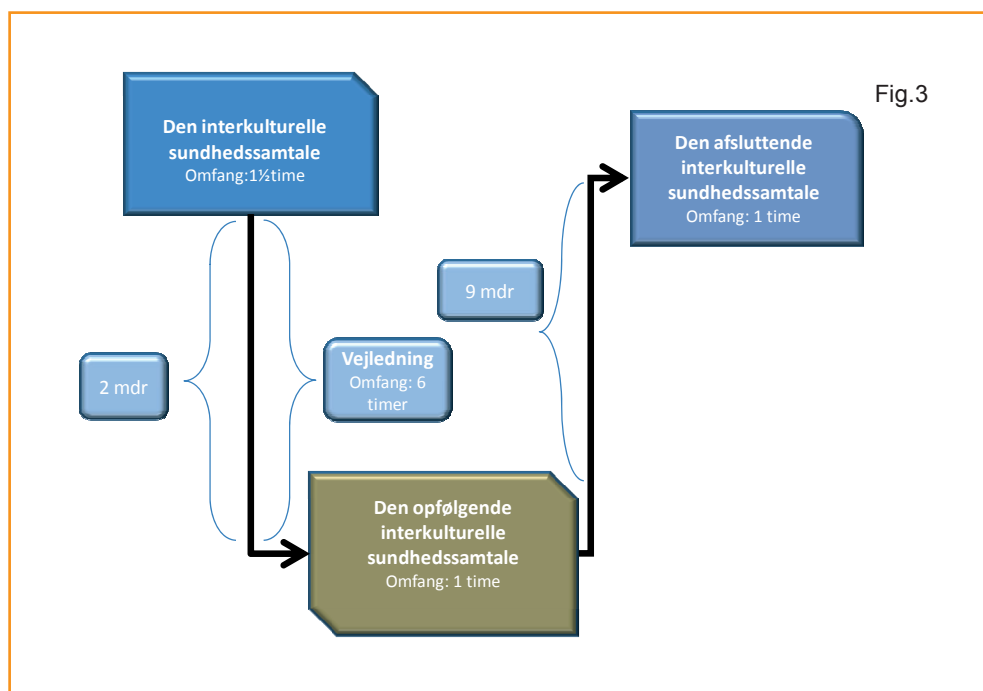 Fig.3
Den interkulturelle
sundhedssamtale
Omfang:1½time
2 mdr
Vejledning
Omfang: 6
timer
Den opfølgende
interkulturelle
sundhedssamtale
Omfang: 1 time
9 mdr
Den afsluttende
interkulturelle
sundhedssamtale
Omfang: 1 time